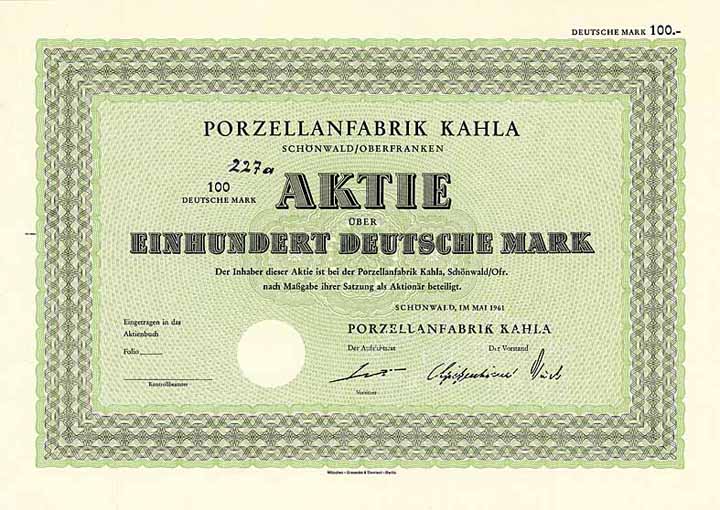 DEUTSCHE MARK 100.-
PORZELLANFABRIK KAHLA
SCHÖNWALD/OBERFRANKEN
227a
100
DEUTSCHE MARK
AKTIE
ÜBER
EINHUNDERT DEUTSCHE MARK
Der Inhaber dieser Aktie ist bei der Porzellanfabrik Kahla, Schönwald/Ofr.
nach Maßgabe ihrer Satzung als Aktionär beteiligt.
SCHÖNWALD, IM MAI 1961
PORZELLANFABRIK KAHLA
Eingetragen in das
Aktienbuch
Folio
Kontrollbeamter
Der Aufsichtsrat
Der Vorstand
Vorsitzer